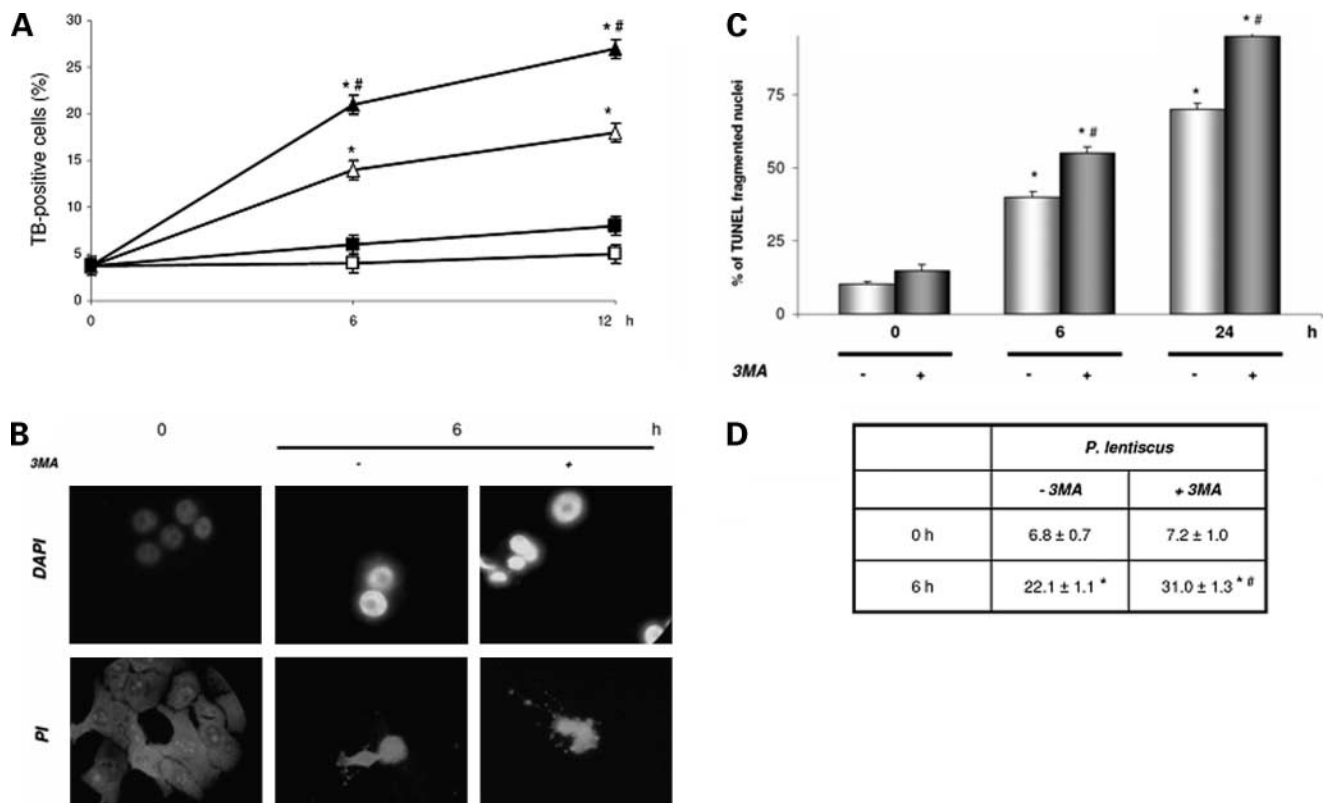 A
TB-positive cells (%)
30
25
20
15
10
5
0
* #
* #
*
*
0 6 12 h
B
0 6 h
3MA - +
DAPI
PI
C
% of TUNEL fragmented nuclei
75
50
25
0
*
* #
*
* #
0 6 24 h
3MA - + - + - +
D
P. lentiscus
- 3MA + 3MA
0 h 6.8 ± 0.7 7.2 ± 1.0
6 h 22.1 ± 1.1 * 31.0 ± 1.3 * #